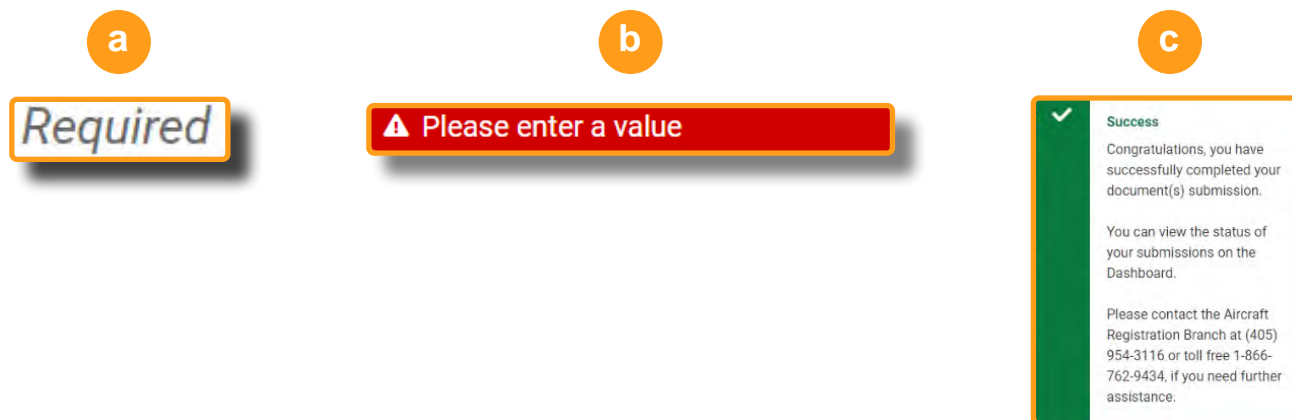 a
b
c
Required
Please enter a value
Success
Congratulations, you have
successfully completed your
document(s) submission.
You can view the status of
your submissions on the
Dashboard.
Please contact the Aircraft
Registration Branch at (405)
954-3116 or toll free 1-866-
762-9434, if you need further
assistance.